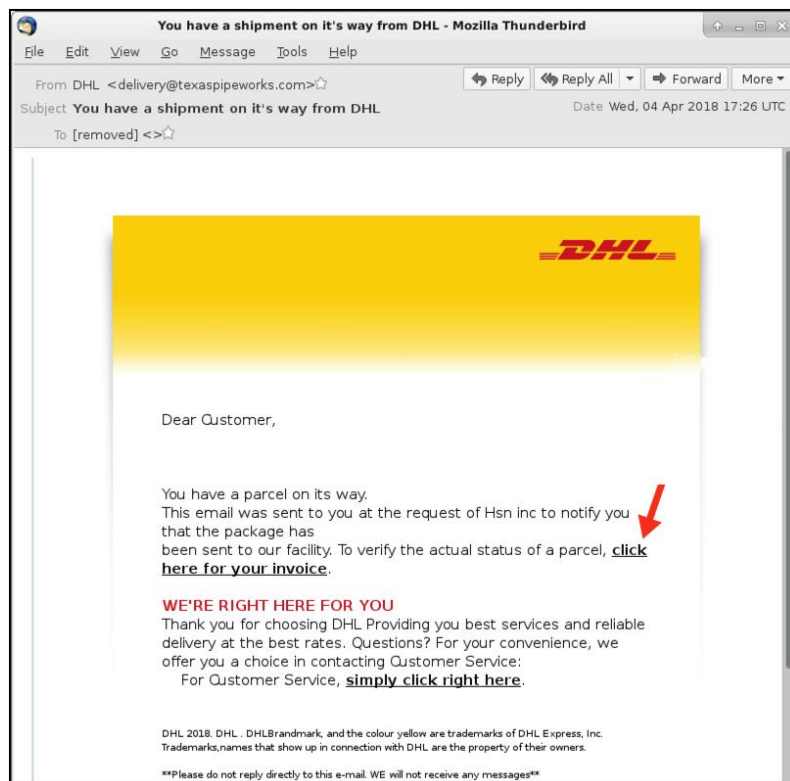 You have a shipment on it's way from DHL - Mozilla Thunderbird
File Edit View Go Message Tools Help
From DHL <delivery@texaspipeworks.com>
Reply Reply All Forward More
Subject You have a shipment on it's way from DHL
Date Wed, 04 Apr 2018 17:26 UTC
To [removed] <>
DHL
Dear Customer,
You have a parcel on its way.
This email was sent to you at the request of Hsn inc to notify you
that the package has
been sent to our facility. To verify the actual status of a parcel, click
here for your invoice.
WE'RE RIGHT HERE FOR YOU
Thank you for choosing DHL Providing you best services and reliable
delivery at the best rates. Questions? For your convenience, we
offer you a choice in contacting Customer Service:
For Customer Service, simply click right here.
DHL 2018. DHL . DHLBrandmark, and the colour yellow are trademarks of DHL Express, Inc.
Trademarks,names that show up in connection with DHL are the property of their owners.
**Please do not reply directly to this e-mail. WE will not receive any messages**